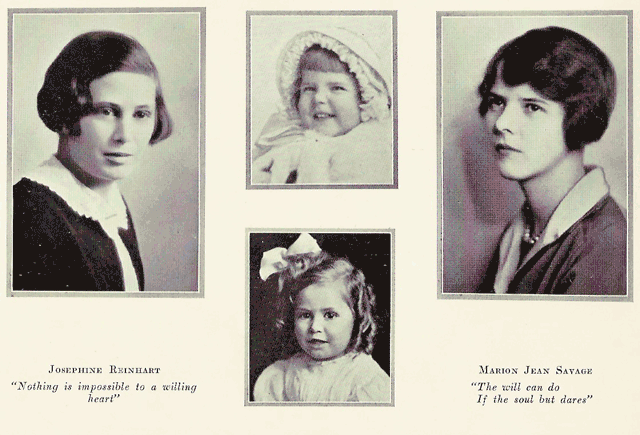 Josephine Reinhart
"Nothing is impossible to a willing
heart"
Marion Jean Savage
"The will can do
If the soul but dares"